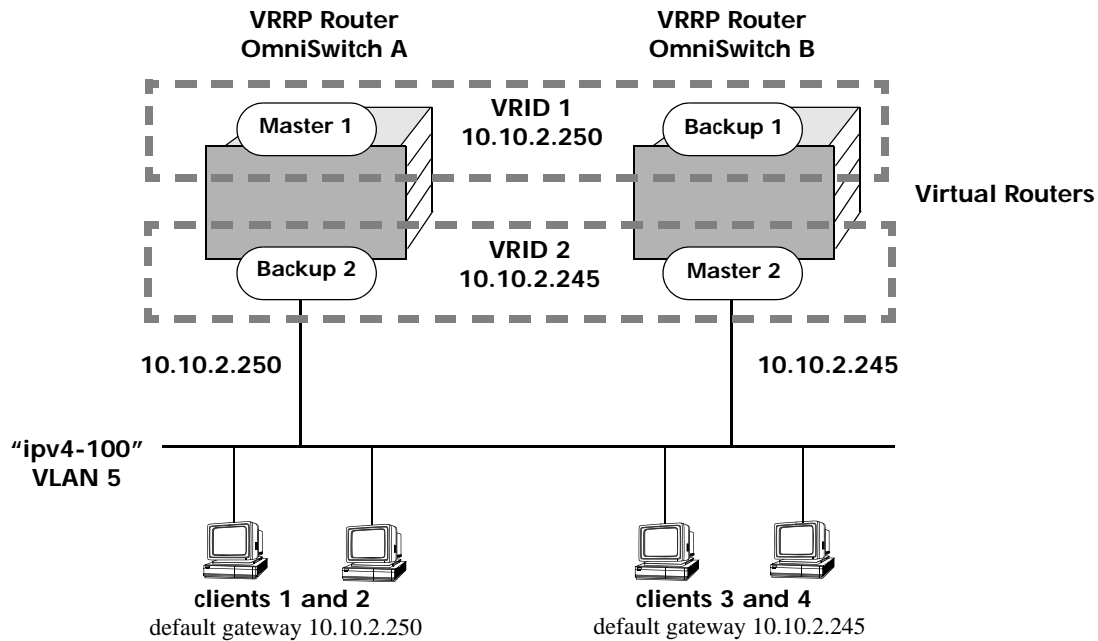 VRRP Router
OmniSwitch A
VRRP Router
OmniSwitch B
Master 1
VRID 1
10.10.2.250
Backup 1
Virtual Routers
Backup 2
VRID 2
10.10.2.245
Master 2
10.10.2.250
10.10.2.245
“ipv4-100”
VLAN 5
clients 1 and 2
default gateway 10.10.2.250
clients 3 and 4
default gateway 10.10.2.245